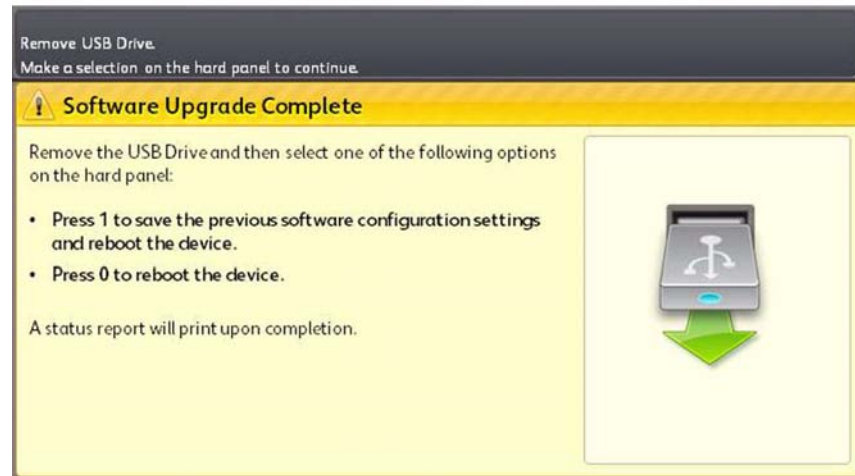 Remove USB Drive.
Make a selection on the hard panel to continue.
Software Upgrade Complete
Remove the USB Drive and then select one of the following options
on the hard panel:
• Press 1 to save the previous software configuration settings
and reboot the device.
• Press 0 to reboot the device.
A status report will print upon completion.